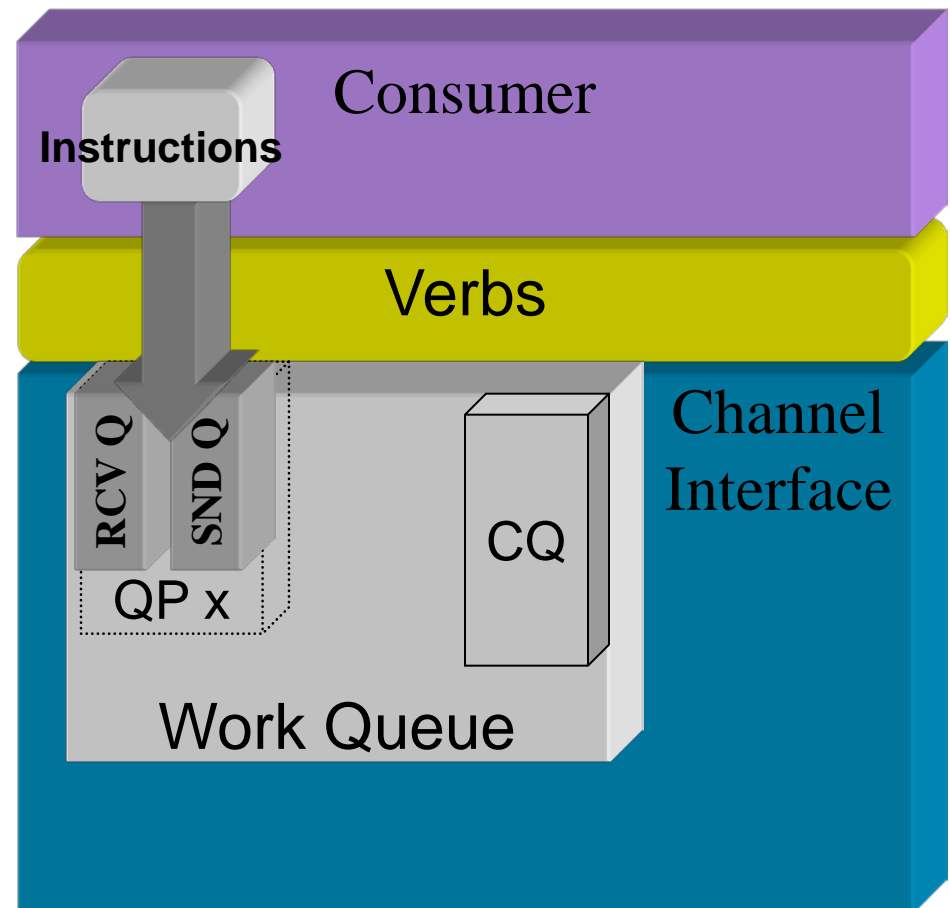 Consumer
Instructions
Verbs
Channel
Interface
RCV Q
SND Q
CQ
QP x
Work Queue